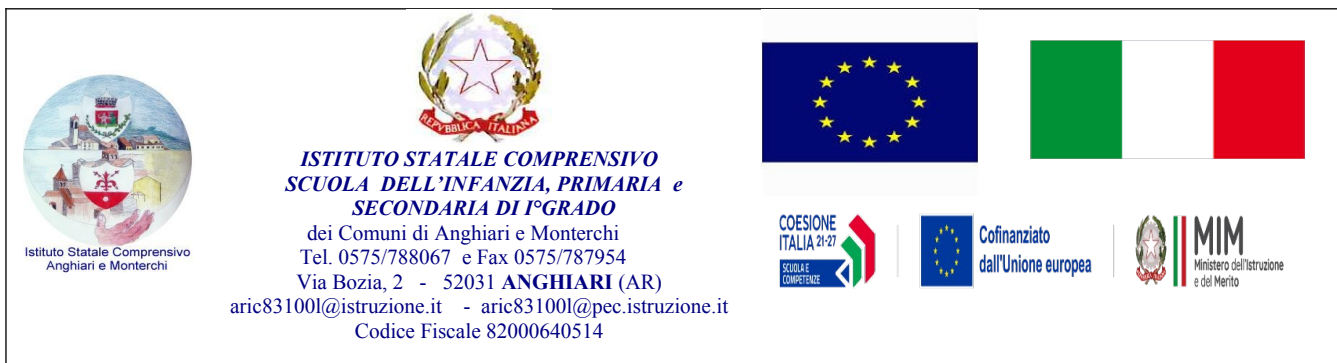 Istituto Statale Comprensivo
Anghiari e Monterchi
REPVBBLICA ITALIANA
ISTITUTO STATALE COMPRENSIVO
SCUOLA DELL'INFANZIA, PRIMARIA e
SECONDARIA DI I°GRADO
dei Comuni di Anghiari e Monterchi
Tel. 0575/788067 e Fax 0575/787954
Via Bozia, 2 - 52031 ANGHIARI (AR)
aric83100l@istruzione.it - aric83100l@pec.istruzione.it
Codice Fiscale 82000640514
COESIONE
ITALIA 21-27
SCUOLA E
COMPETENZE
Cofinanziato
dall'Unione europea
MIM
Ministero dell'Istruzione
e del Merito